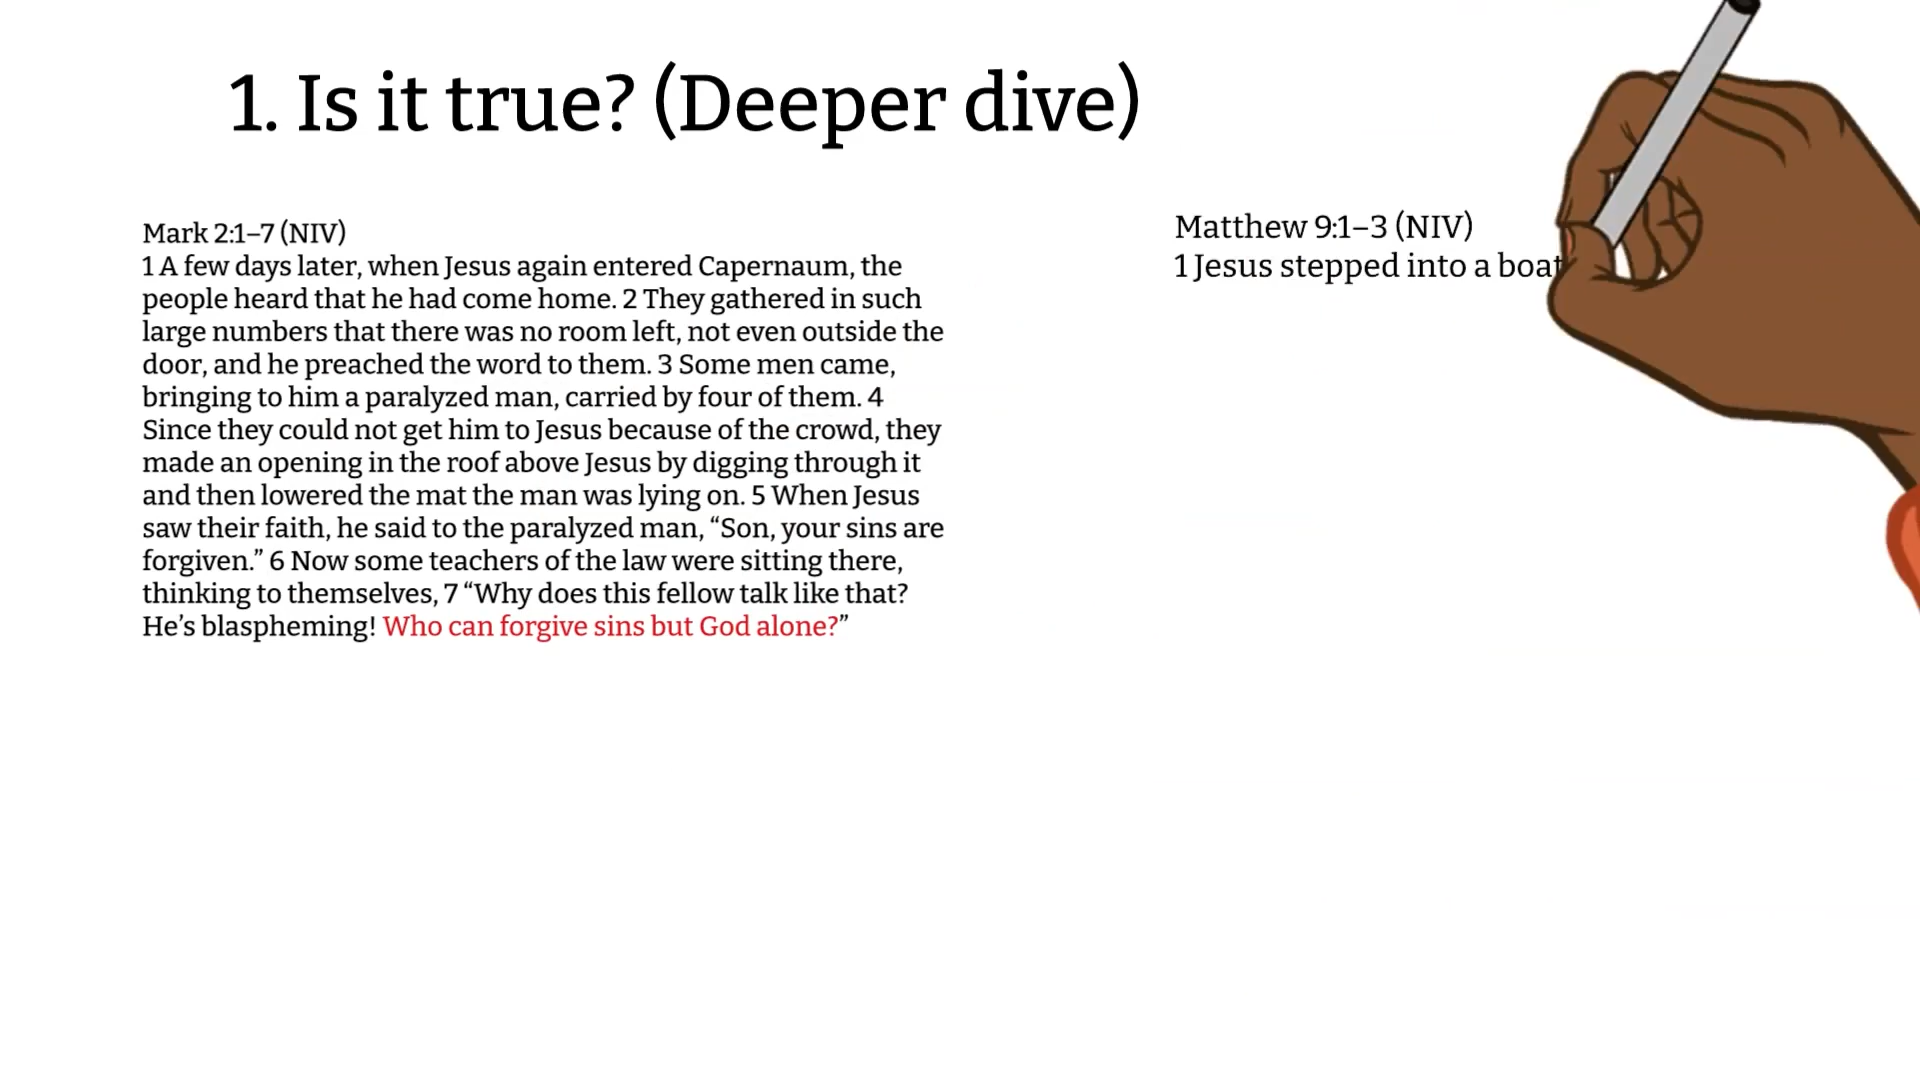 1. Is it true? (Deeper dive)
Mark 2:1–7 (NIV)
1 A few days later, when Jesus again entered Capernaum, the
people heard that he had come home. 2 They gathered in such
large numbers that there was no room left, not even outside the
door, and he preached the word to them. 3 Some men came,
bringing to him a paralyzed man, carried by four of them. 4
Since they could not get him to Jesus because of the crowd, they
made an opening in the roof above Jesus by digging through it
and then lowered the mat the man was lying on. 5 When Jesus
saw their faith, he said to the paralyzed man, “Son, your sins are
forgiven.” 6 Now some teachers of the law were sitting there,
thinking to themselves, 7 “Why does this fellow talk like that?
He’s blaspheming! Who can forgive sins but God alone?”
Matthew 9:1–3 (NIV)
1 Jesus stepped into a boat